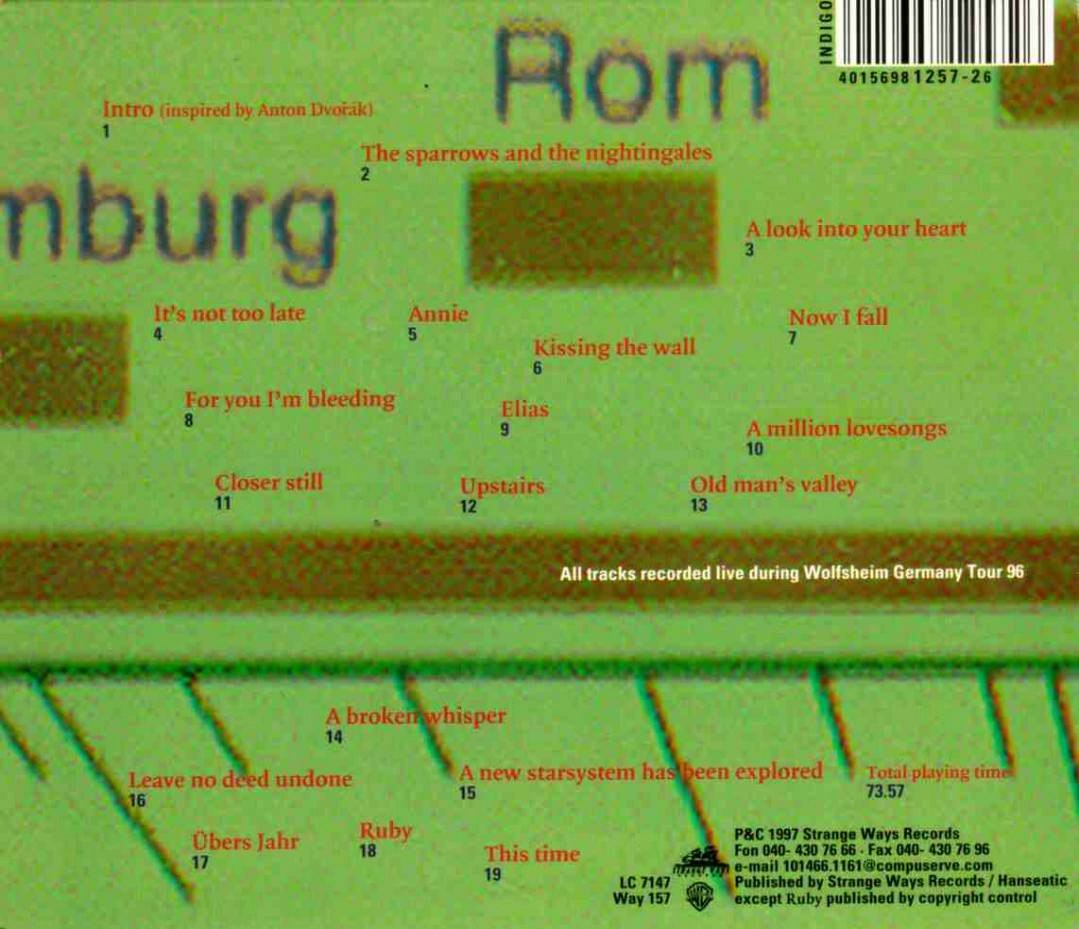 Rom
INDIGO
40156981257-26
Intro (inspired by Anton Dvořák)
1
The sparrows and the nightingales
2
mburg
A look into your heart
3
It's not too late
4
Annie
5
Kissing the wall
6
Now I fall
7
For you I'm bleeding
8
Elias
9
A million lovesongs
10
Closer still
11
Upstairs
12
Old man's valley
13
All tracks recorded live during Wolfsheim Germany Tour 96
A broken whisper
14
A new starsystem has been explored
15
Leave no deed undone
16
Total playing time
73.57
Übers Jahr
17
Ruby
18
This time
19
P&C 1997 Strange Ways Records
Fon 040- 430 76 66 · Fax 040- 430 76 96
e-mail 101466.1161@compuserve.com
LC 7147
Published by Strange Ways Records / Hanseatic
Way 157
except Ruby published by copyright control